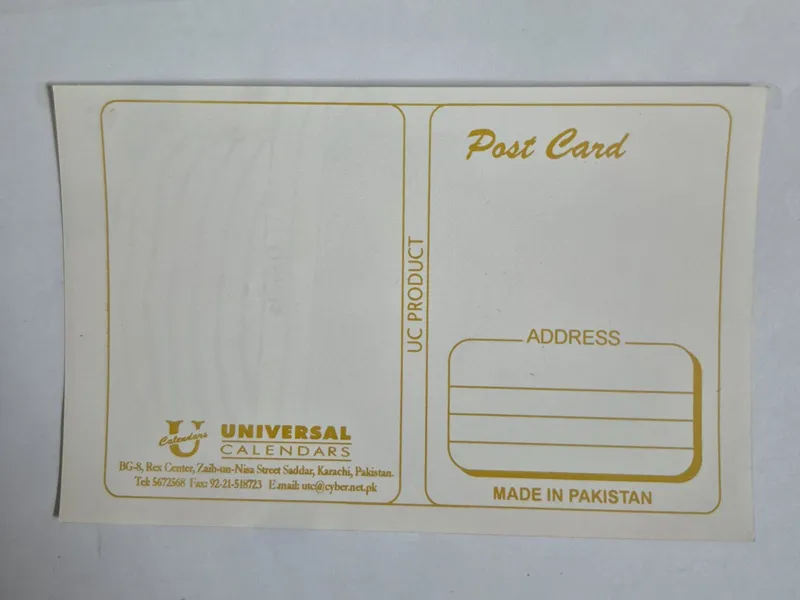 Post Card
UC PRODUCT
ADDRESS
U
Calendars
UNIVERSAL
CALENDARS
BG-8, Rex Center, Zaib-un-Nisa Street Saddar, Karachi, Pakistan.
Tel: 5672568 Fax: 92-21-518723 E.mail: utc@cyber.net.pk
MADE IN PAKISTAN